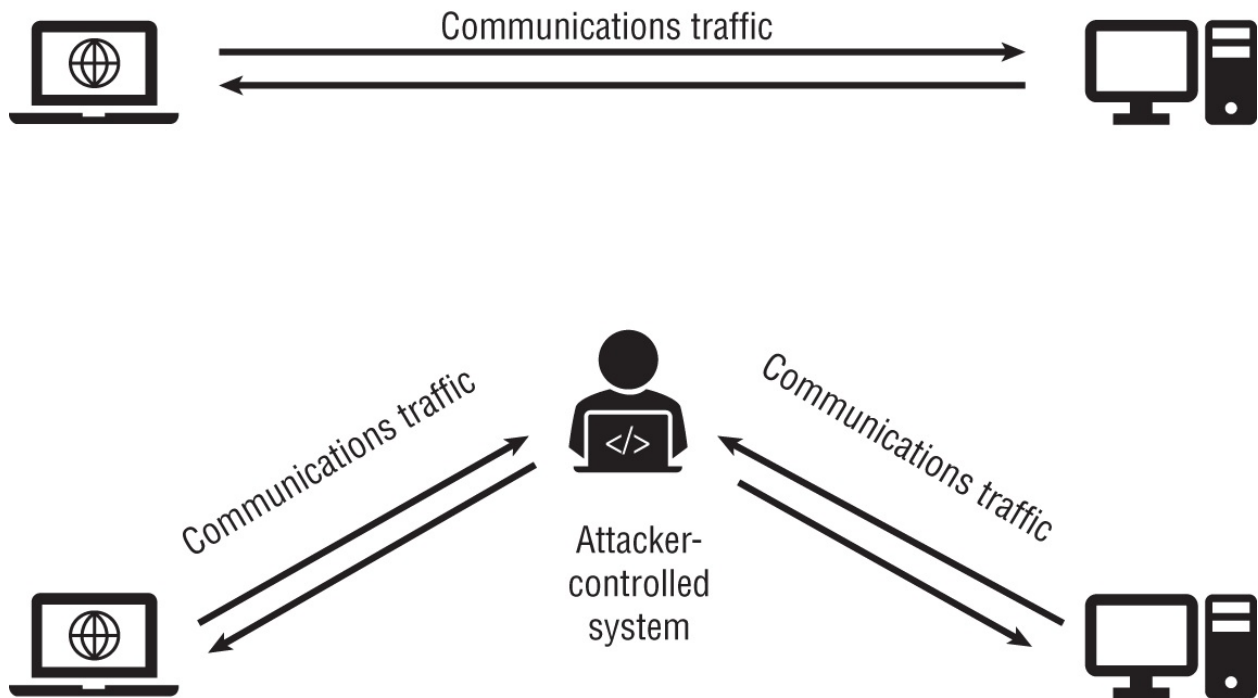 Communications traffic
Communications traffic
Communications traffic
</>
Attacker-
controlled
system